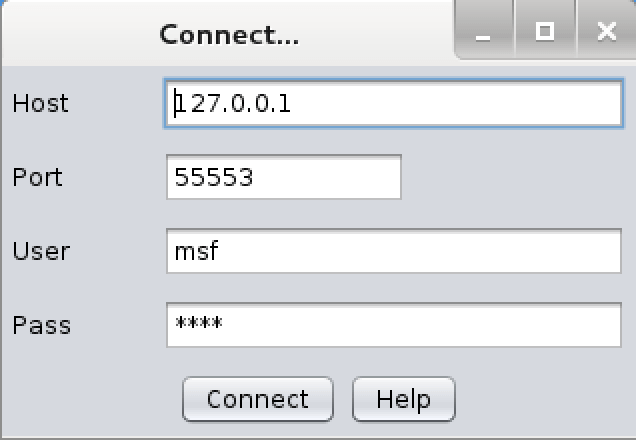 Connect...
Host 127.0.0.1
Port 55553
User msf
Pass ****
Connect Help